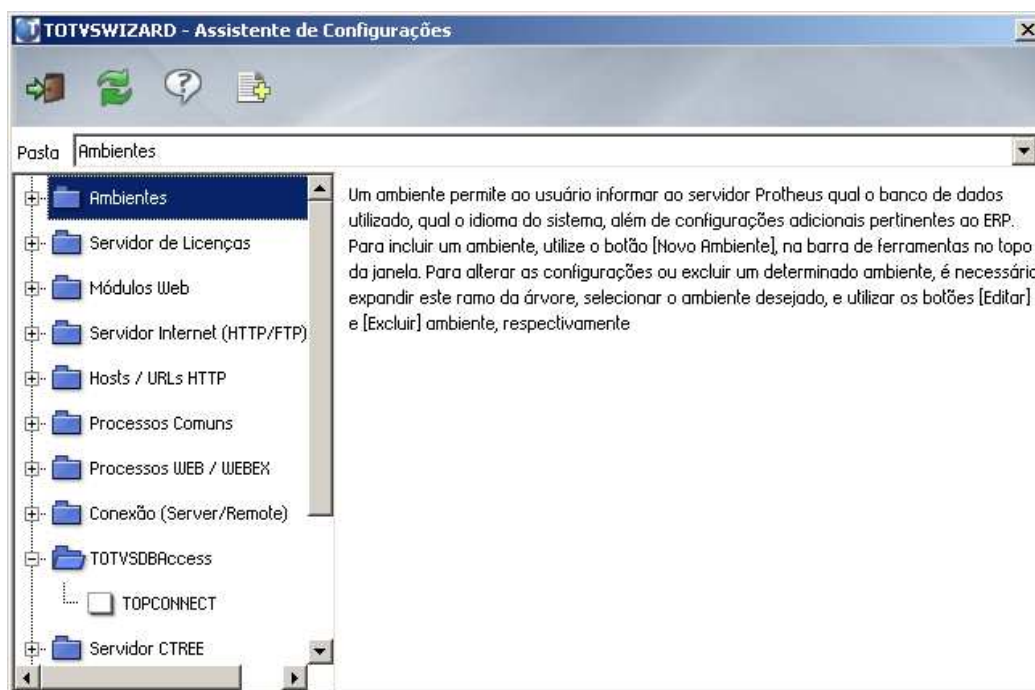 TOTVSWIZARD - Assistente de Configurações
Pasta Ambientes
Ambientes
Servidor de Licenças
Módulos Web
Servidor Internet (HTTP/FTP)
Hosts / URLs HTTP
Processos Comuns
Processos WEB / WEBEX
Conexão (Server/Remote)
TOTVSDBAccess
TOPCONNECT
Servidor CTREE
Um ambiente permite ao usuário informar ao servidor Protheus qual o banco de dados
utilizado, qual o idioma do sistema, além de configurações adicionais pertinentes ao ERP.
Para incluir um ambiente, utilize o botão [Novo Ambiente], na barra de ferramentas no topo
da janela. Para alterar as configurações ou excluir um determinado ambiente, é necessário
expandir este ramo da árvore, selecionar o ambiente desejado, e utilizar os botões [Editar]
e [Excluir] ambiente, respectivamente